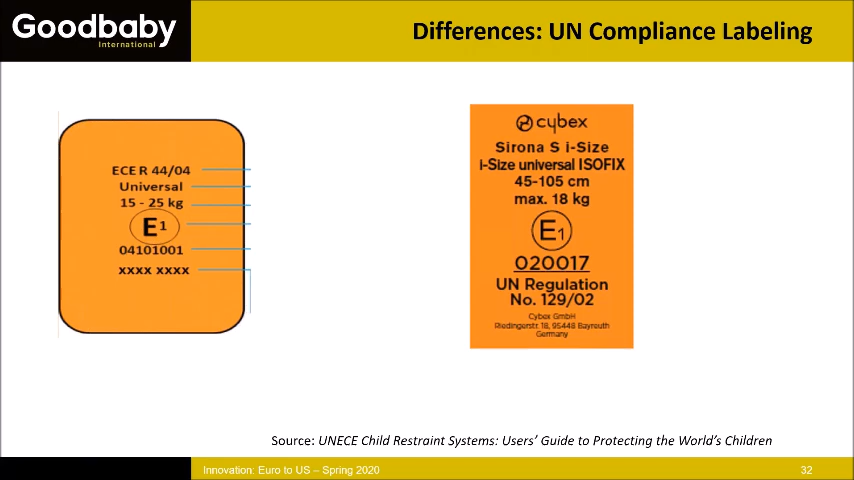 Goodbaby
International
Differences: UN Compliance Labeling
ECE R 44/04
Universal
15 - 25 kg
E1
04101001
xxxx xxxx
cybex
Sirona S i-Size
i-Size universal ISOFIX
45-105 cm
max. 18 kg
E1
020017
UN Regulation
No. 129/02
Cybex GmbH
Riedingerstr. 18, 95448 Bayreuth
Germany
Source: UNECE Child Restraint Systems: Users' Guide to Protecting the World's Children
Innovation: Euro to US – Spring 2020
32